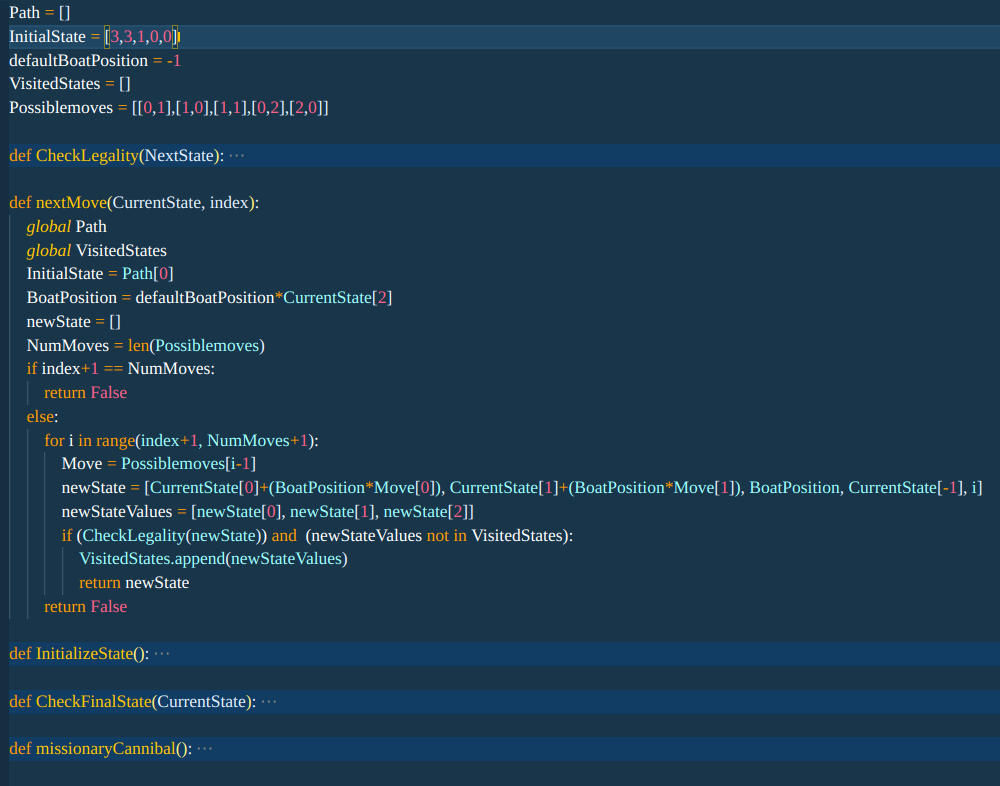 Path = []
InitialState = [3,3,1,0,0]
defaultBoatPosition = -1
VisitedStates = []
Possiblemoves = [[0,1],[1,0],[1,1],[0,2],[2,0]]
def CheckLegality(NextState): ···
def nextMove(CurrentState, index):
global Path
global VisitedStates
InitialState = Path[0]
BoatPosition = defaultBoatPosition*CurrentState[2]
newState = []
NumMoves = len(Possiblemoves)
if index+1 == NumMoves:
return False
else:
for i in range(index+1, NumMoves+1):
Move = Possiblemoves[i-1]
newState = [CurrentState[0]+(BoatPosition*Move[0]), CurrentState[1]+(BoatPosition*Move[1]), BoatPosition, CurrentState[-1], i]
newStateValues = [newState[0], newState[1], newState[2]]
if (CheckLegality(newState)) and  (newStateValues not in VisitedStates):
VisitedStates.append(newStateValues)
return newState
return False
def InitializeState(): ···
def CheckFinalState(CurrentState): ···
def missionaryCannibal(): ···